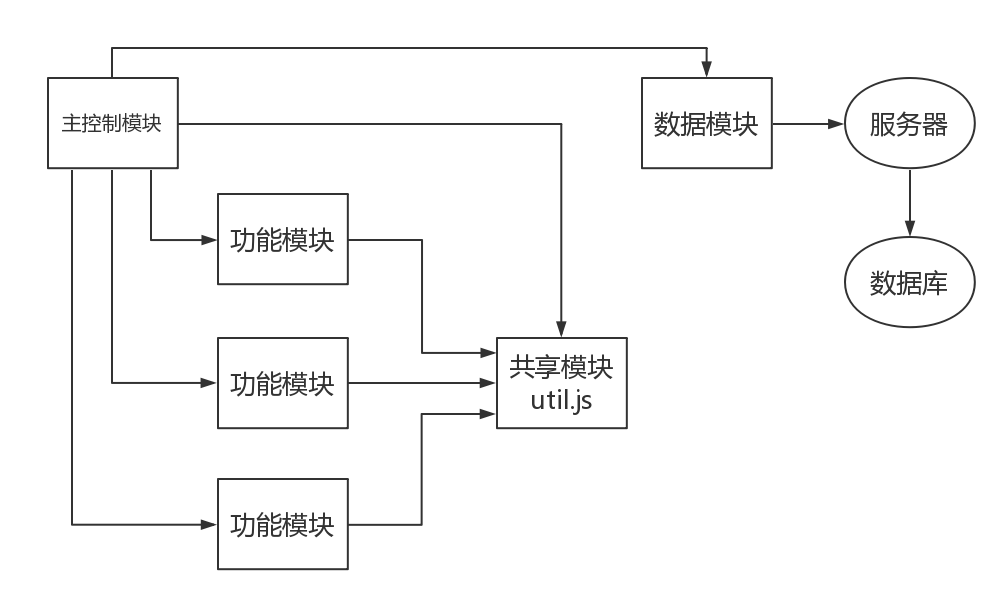 主控制模块
数据模块
服务器
功能模块
数据库
功能模块
共享模块
util.js
功能模块